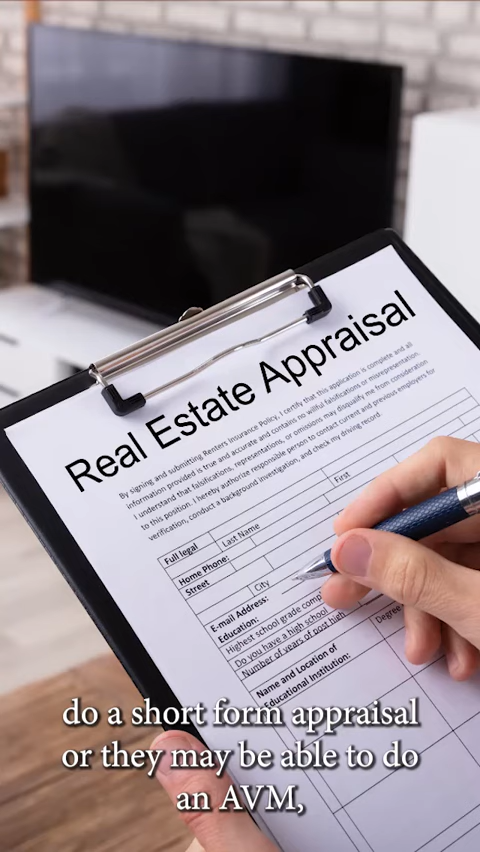 Real Estate Appraisal
By signing and submitting Renters Insurance Policy, I certify that this application is complete and all
information provided is true and accurate and contains no willful falsifications or misrepresentation.
I understand that falsifications, representations, or omissions may disqualify me from consideration
to this position. I hereby authorize responsible person to contact current and previous employers for
verification, conduct a background investigation, and check my driving record.
Full legal
Last Name
First
Home Phone:
Street
City
E-mail Address:
Education:
Highest school grade compl
Do you have a high school
Number of years of post high
Degree
Name and Location of
Educational Institution:
do a short form appraisal
or they may be able to do
an AVM,